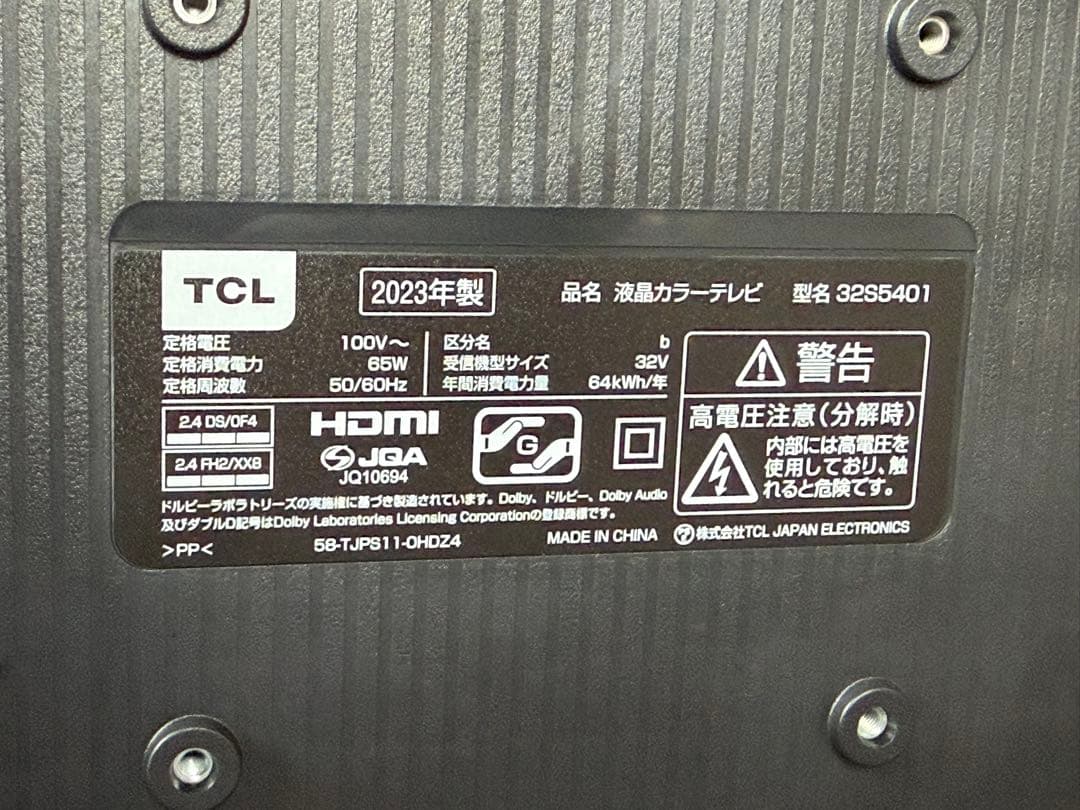 TCL
2023年製
品名 液晶カラーテレビ 型名 32S5401
定格電圧 100V～
定格消費電力 65W
定格周波数 50/60Hz
区分名 b
受信機型サイズ 32V
年間消費電力量 64kWh/年
2.4 DS/OF4
2.4 FH2/XX8
HDMI
JQA
JQ10694
G
警告
高電圧注意(分解時)
内部には高電圧を
使用しており、触
れると危険です。
ドルビーラボラトリーズの実施権に基づき製造されています。Dolby、ドルビー、Dolby Audio
及びダブルD記号はDolby Laboratories Licensing Corporationの登録商標です。
>PP<
58-TJPS11-0HDZ4
MADE IN CHINA
株式会社TCL JAPAN ELECTRONICS